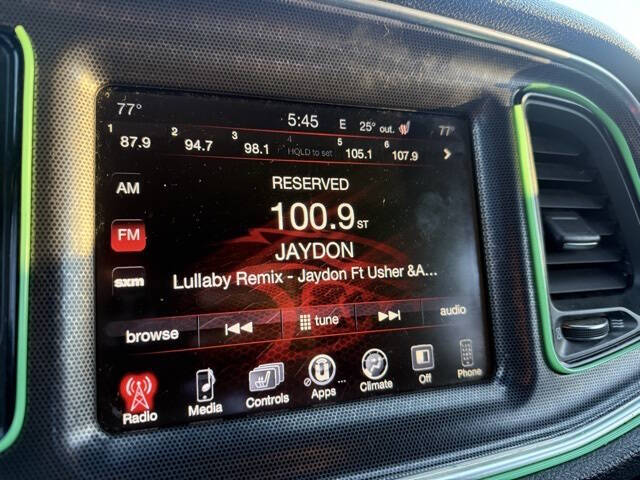 77° 5:45 E 25° out. 77°
1 87.9 2 94.7 3 98.1 4 HOLD to set 5 105.1 6 107.9
AM
RESERVED
FM
100.9 ST
JAYDON
sxm
Lullaby Remix - Jaydon Ft Usher &A...
browse tune audio
Radio Media Controls Apps ... Climate Off Phone